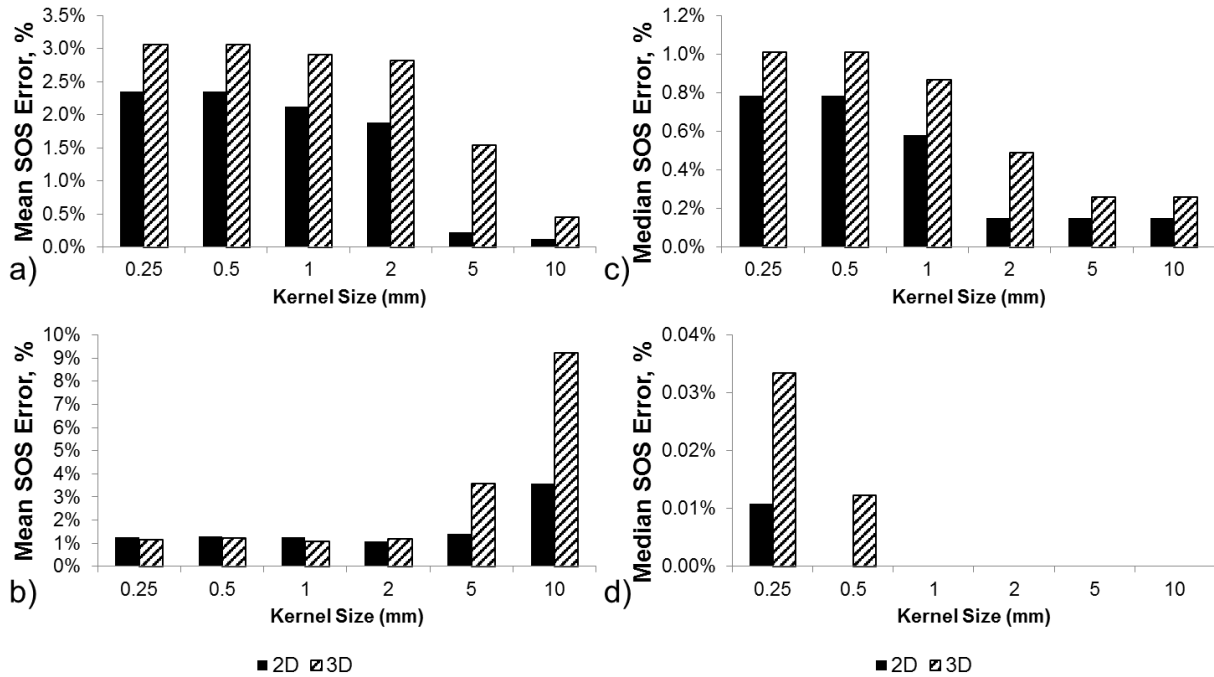 Mean SOS Error, %
3.5%
3.0%
2.5%
2.0%
1.5%
1.0%
0.5%
0.0%
a)
0.25 0.5 1 2 5 10
Kernel Size (mm)
Median SOS Error, %
1.2%
1.0%
0.8%
0.6%
0.4%
0.2%
0.0%
c)
0.25 0.5 1 2 5 10
Kernel Size (mm)
Mean SOS Error, %
10%
9%
8%
7%
6%
5%
4%
3%
2%
1%
0%
b)
0.25 0.5 1 2 5 10
Kernel Size (mm)
Median SOS Error, %
0.04%
0.03%
0.02%
0.01%
0.00%
d)
0.25 0.5 1 2 5 10
Kernel Size (mm)
2D 3D
2D 3D